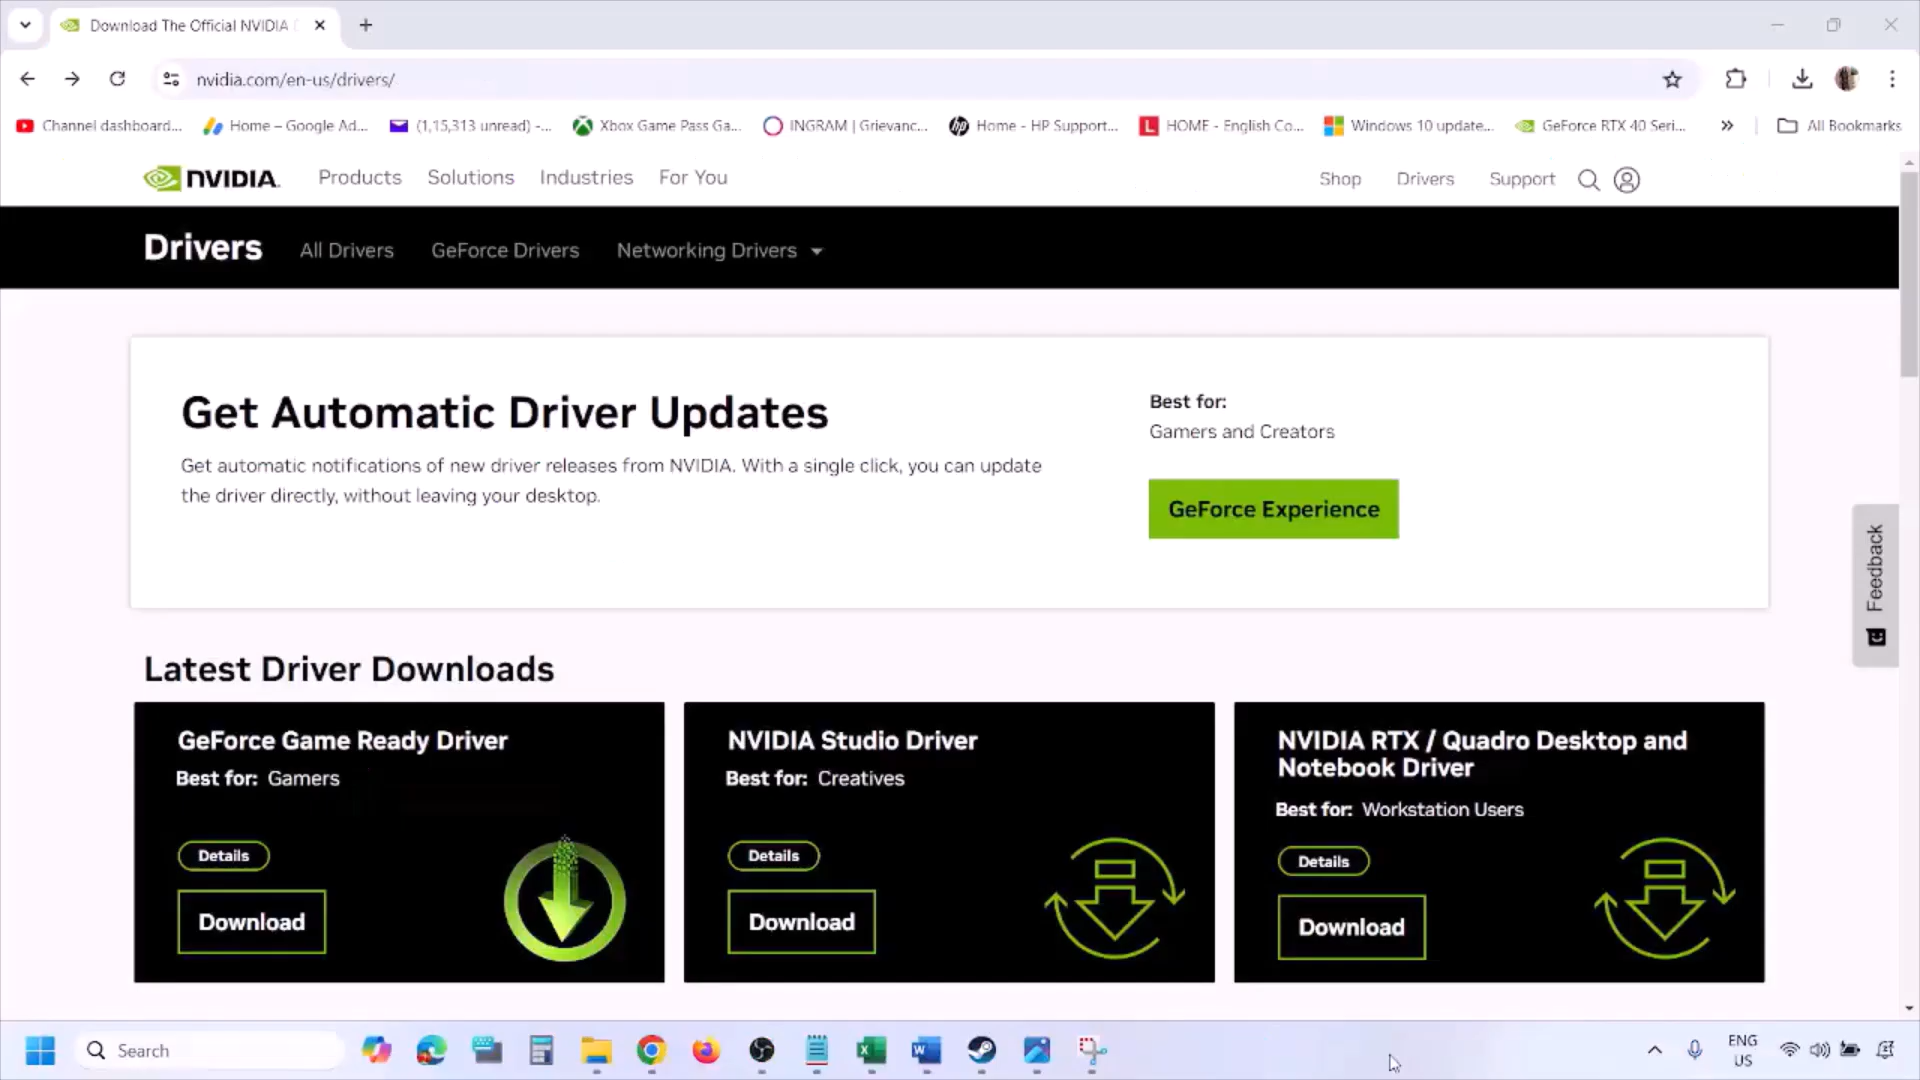 Download The Official NVIDIA
nvidia.com/en-us/drivers/
Channel dashboard...
Home – Google Ad...
(1,15,313 unread) -...
Xbox Game Pass Ga...
INGRAM | Grievanc...
Home - HP Support...
HOME - English Co...
Windows 10 update...
GeForce RTX 40 Seri...
All Bookmarks
NVIDIA.
Products
Solutions
Industries
For You
Shop
Drivers
Support
Drivers
All Drivers
GeForce Drivers
Networking Drivers
Get Automatic Driver Updates
Get automatic notifications of new driver releases from NVIDIA. With a single click, you can update
the driver directly, without leaving your desktop.
Best for:
Gamers and Creators
GeForce Experience
Feedback
Latest Driver Downloads
GeForce Game Ready Driver
Best for: Gamers
Details
Download
NVIDIA Studio Driver
Best for: Creatives
Details
Download
NVIDIA RTX / Quadro Desktop and
Notebook Driver
Best for: Workstation Users
Details
Download
Search
ENG
US